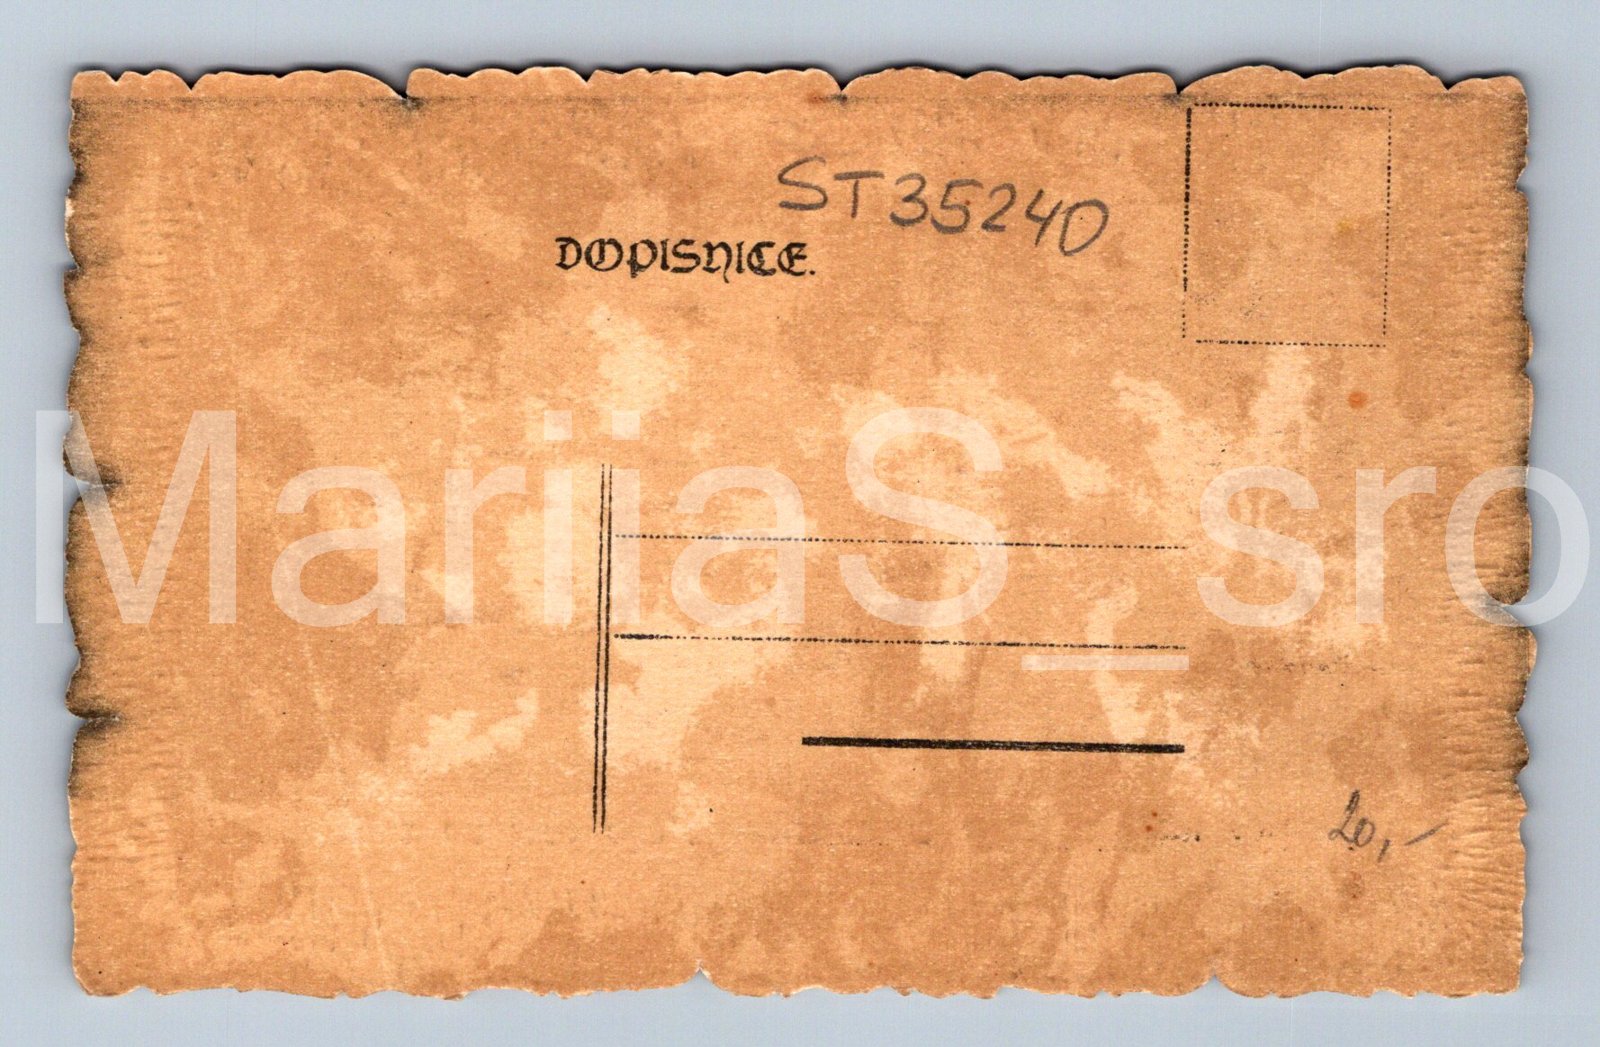 ST35240
DOPISNICE.
MariiaS_sro
20,-